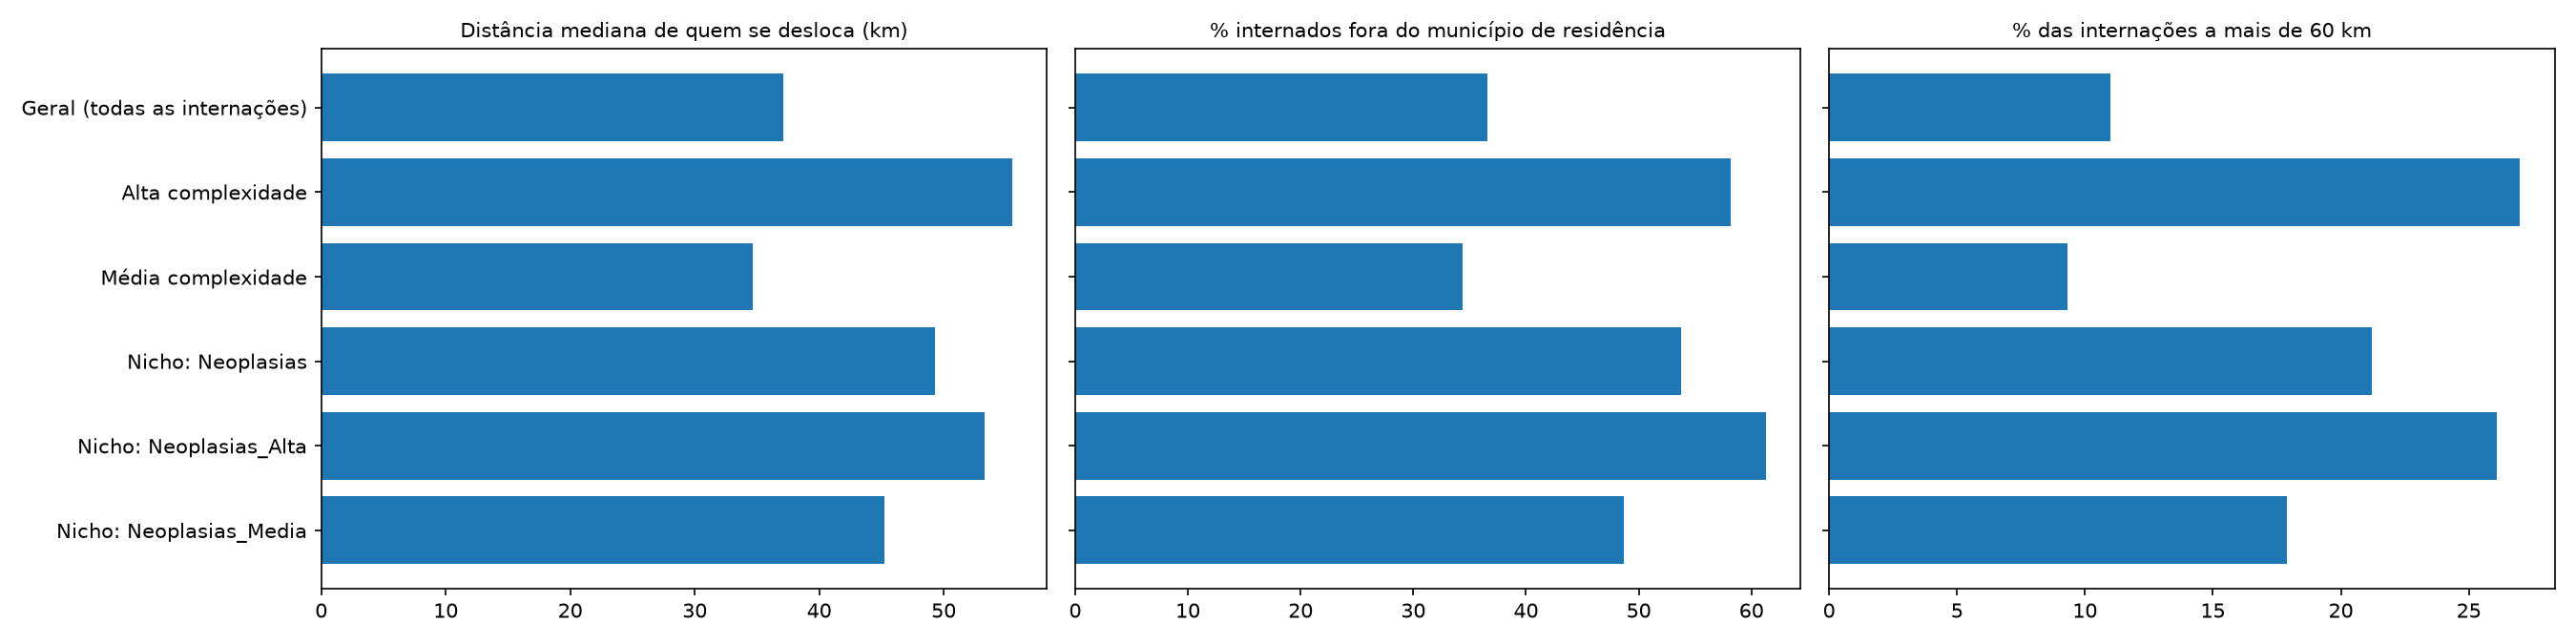 Distância mediana de quem se desloca (km)
% internados fora do município de residência
% das internações a mais de 60 km
Geral (todas as internações)
Alta complexidade
Média complexidade
Nicho: Neoplasias
Nicho: Neoplasias_Alta
Nicho: Neoplasias_Media
0 10 20 30 40 50
0 10 20 30 40 50 60
0 5 10 15 20 25